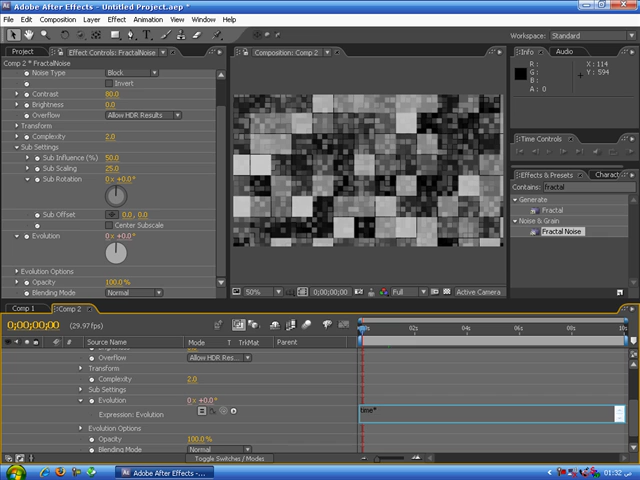 Adobe After Effects - Untitled Project.aep *
File Edit Composition Layer Effect Animation View Window Help
Workspace: Standard
Project Effect Controls: FractalNoise
Comp 2 * FractalNoise
Noise Type Block
Invert
Contrast 80.0
Brightness 0.0
Overflow Allow HDR Results
Transform
Complexity 2.0
Sub Settings
Sub Influence (%) 50.0
Sub Scaling 25.0
Sub Rotation 0 x +0.0°
Sub Offset 0.0, 0.0
Center Subscale
Evolution 0 x +0.0°
Evolution Options
Opacity 100.0 %
Blending Mode Normal
Composition: Comp 2
50% 0;00;00;00 Full Active Camera
Info Audio
R : X : 114
G : Y : 594
B :
A : 0
Time Controls
Effects & Presets Charact
Contains: fractal
Generate
Fractal
Noise & Grain
Fractal Noise
Comp 1 Comp 2
0;00;00;00 (29.97 fps)
# Source Name Mode T TrkMat Parent
00s 02s 04s 06s 08s 10s
Overflow Allow HDR Res...
Transform
Complexity 2.0
Sub Settings
Evolution 0 x +0.0°
Expression: Evolution time*
Evolution Options
Opacity 100.0 %
Blending Mode Normal
Toggle Switches / Modes
Start Adobe After Effects -...
01:32 ص